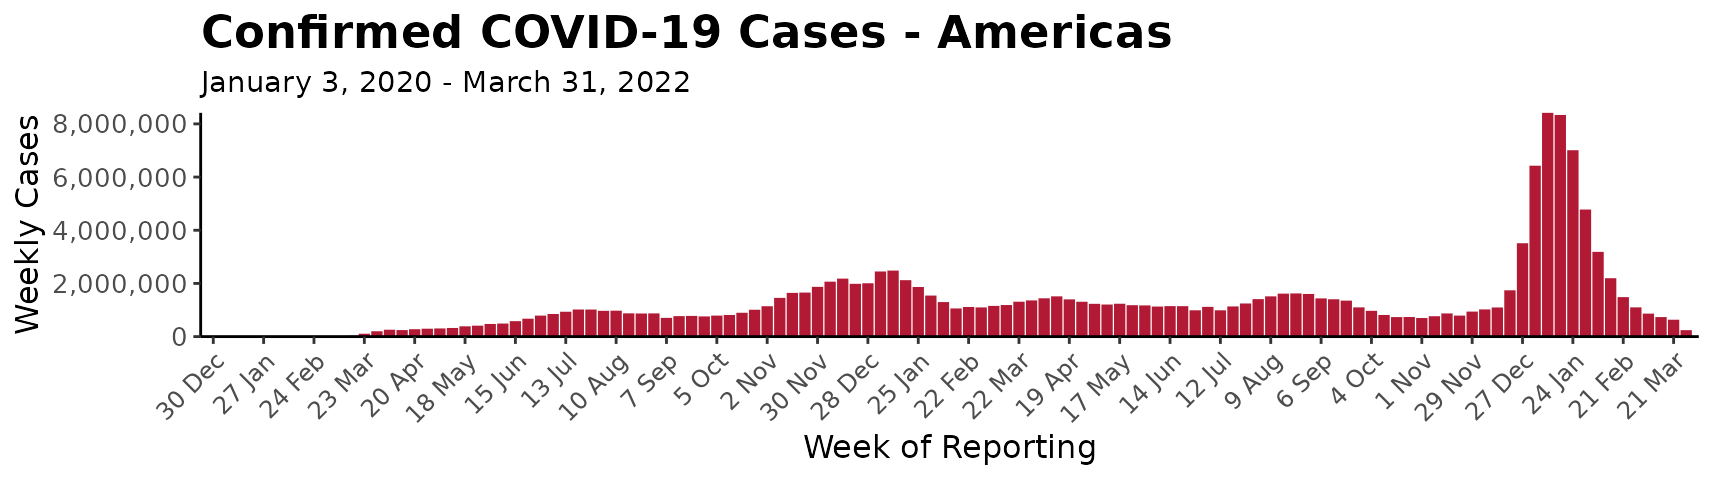 Confirmed COVID-19 Cases - Americas
January 3, 2020 - March 31, 2022
Weekly Cases
8,000,000
6,000,000
4,000,000
2,000,000
0
30 Dec
27 Jan
24 Feb
23 Mar
20 Apr
18 May
15 Jun
13 Jul
10 Aug
7 Sep
5 Oct
2 Nov
30 Nov
28 Dec
25 Jan
22 Feb
22 Mar
19 Apr
17 May
14 Jun
12 Jul
9 Aug
6 Sep
4 Oct
1 Nov
29 Nov
27 Dec
24 Jan
21 Feb
21 Mar
Week of Reporting